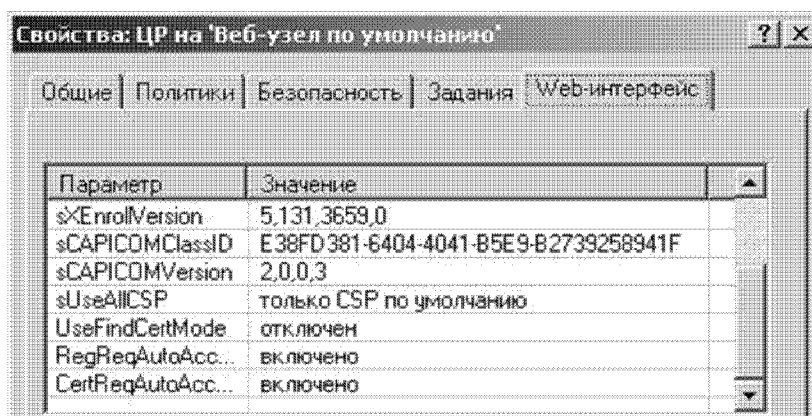 Свойства: ЦР на 'Веб-узел по умолчанию' ? ×
Общие Политики Безопасность Задания Web-интерфейс
Параметр Значение
sXEnrollVersion 5,131,3659,0
sCAPICOMClassID E38FD381-6404-4041-B5E9-B2739258941F
sCAPICOMVersion 2,0,0,3
sUseAllCSP только CSP по умолчанию
UseFindCertMode отключен
RegReqAutoAcc... включено
CertReqAutoAcc... включено